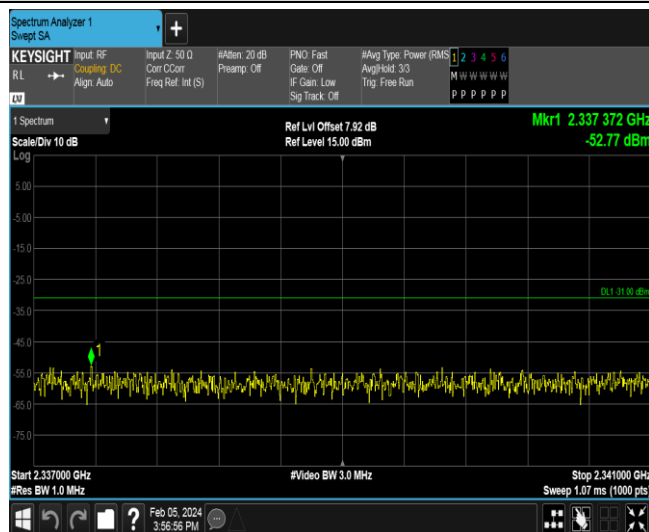 Spectrum Analyzer 1
Swept SA
KEYSIGHT
RL
LXI
Input: RF
Coupling: DC
Align: Auto
Input Z: 50 Ω
Corr CCorr
Freq Ref: Int (S)
#Atten: 20 dB
Preamp: Off
PNO: Fast
Gate: Off
IF Gain: Low
Sig Track: Off
#Avg Type: Power (RMS
Avg|Hold: 3/3
Trig: Free Run
1 2 3 4 5 6
M W W W W W
P P P P P P
1 Spectrum
Scale/Div 10 dB
Ref Lvl Offset 7.92 dB
Ref Level 15.00 dBm
Mkr1 2.337 372 GHz
-52.77 dBm
Log
5.00
-5.00
-15.0
-25.0
DL1 -31.00 dBm
-35.0
-45.0
1
-55.0
-65.0
-75.0
Start 2.337000 GHz
#Res BW 1.0 MHz
#Video BW 3.0 MHz
Stop 2.341000 GHz
Sweep 1.07 ms (1000 pts)
Feb 05, 2024
3:56:56 PM